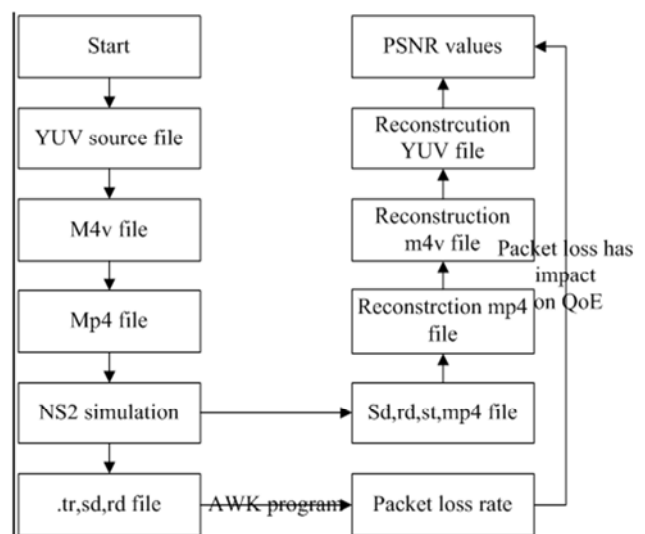 Start
YUV source file
M4v file
Mp4 file
NS2 simulation
.tr,sd,rd file
AWK program
PSNR values
Reconstrcution
YUV file
Reconstruction
m4v file
Reconstrction mp4
file
Sd,rd,st,mp4 file
Packet loss rate
Packet loss has
impact
on QoE